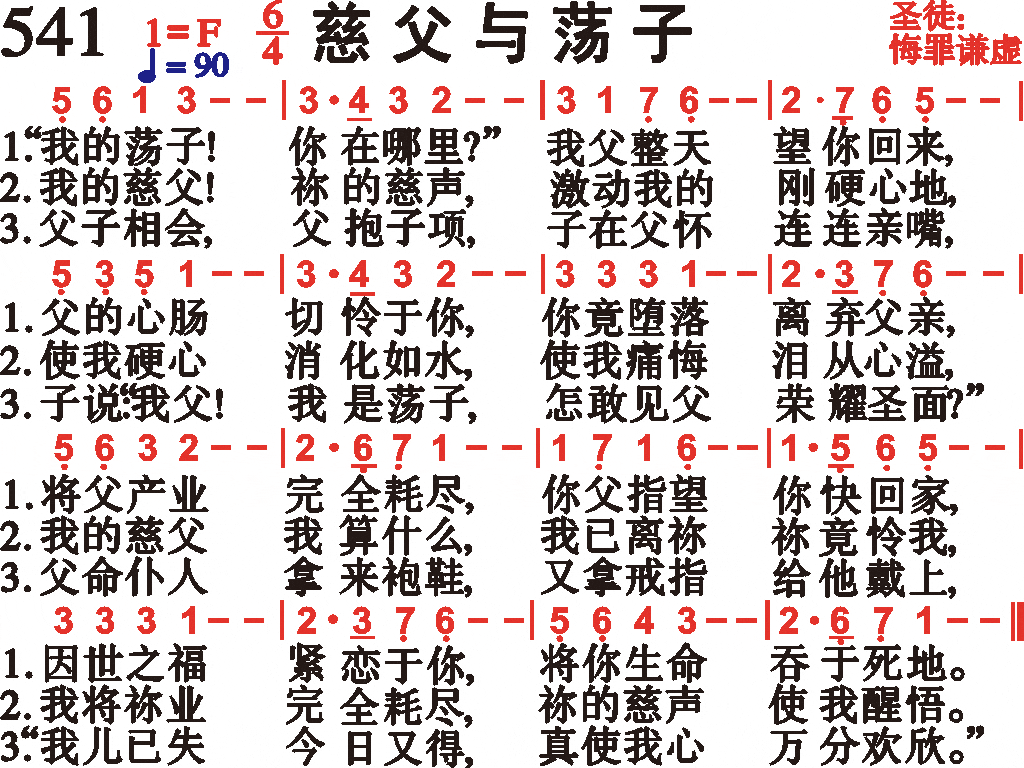 541 1=F 6/4 慈父与荡子 圣徒:
♩=90 悔罪谦虚
5̣ 6̣ 1 3 - - | 3 · 4̲ 3 2 - - | 3 1 7̣ 6̣ - - | 2 · 7̲̣ 6̣ 5̣ - - |
1.“我的荡子! 你在哪里?” 我父整天 望你回来,
2.我的慈父! 祢的慈声, 激动我的 刚硬心地,
3.父子相会, 父抱子项, 子在父怀 连连亲嘴,
5̣ 3̣ 5̣ 1 - - | 3 · 4̲ 3 2 - - | 3 3 3 1 - - | 2 · 3̲ 7̣ 6̣ - - |
1.父的心肠 切怜于你, 你竟堕落 离弃父亲,
2.使我硬心 消化如水, 使我痛悔 泪从心溢,
3.子说:“我父! 我是荡子, 怎敢见父 荣耀圣面?”
5̣ 6̣ 3 2 - - | 2 · 6̲̣ 7̣ 1 - - | 1 7̣ 1 6̣ - - | 1 · 5̲̣ 6̣ 5̣ - - |
1.将父产业 完全耗尽, 你父指望 你快回家,
2.我的慈父 我算什么, 我已离祢 祢竟怜我,
3.父命仆人 拿来袍鞋, 又拿戒指 给他戴上,
3 3 3 1 - - | 2 · 3̲ 7̣ 6̣ - - | 5̣ 6̣ 4 3 - - | 2 · 6̲̣ 7̣ 1 - - ‖
1.因世之福 紧恋于你, 将你生命 吞于死地。
2.我将祢业 完全耗尽, 祢的慈声 使我醒悟。
3.“我儿已失 今日又得, 真使我心 万分欢欣。”